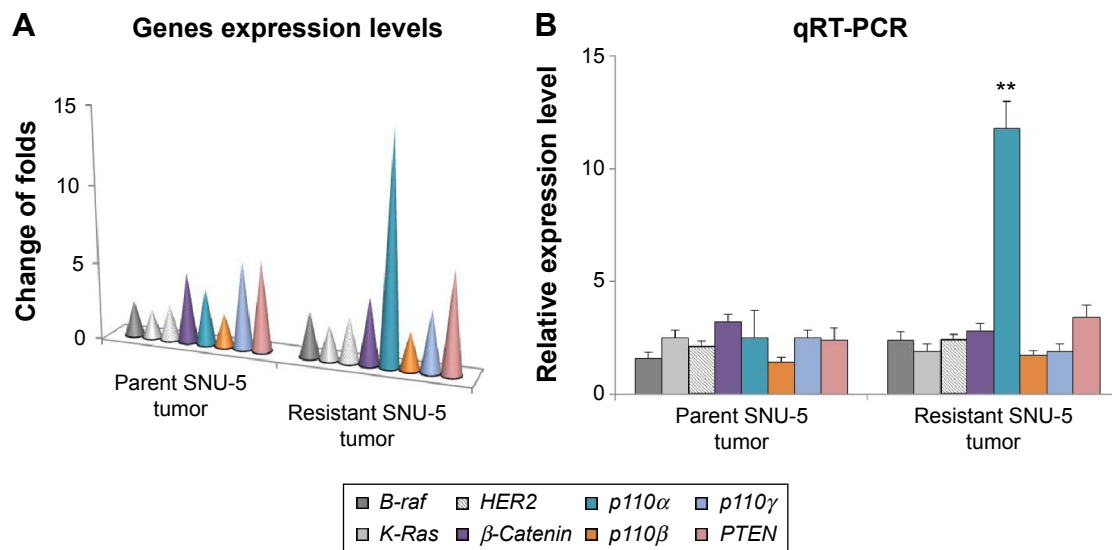 A
Genes expression levels
Change of folds
15
10
5
0
Parent SNU-5
tumor
Resistant SNU-5
tumor
B
qRT-PCR
Relative expression level
15
10
5
0
**
Parent SNU-5
tumor
Resistant SNU-5
tumor
B-raf HER2 p110α p110γ
K-Ras β-Catenin p110β PTEN